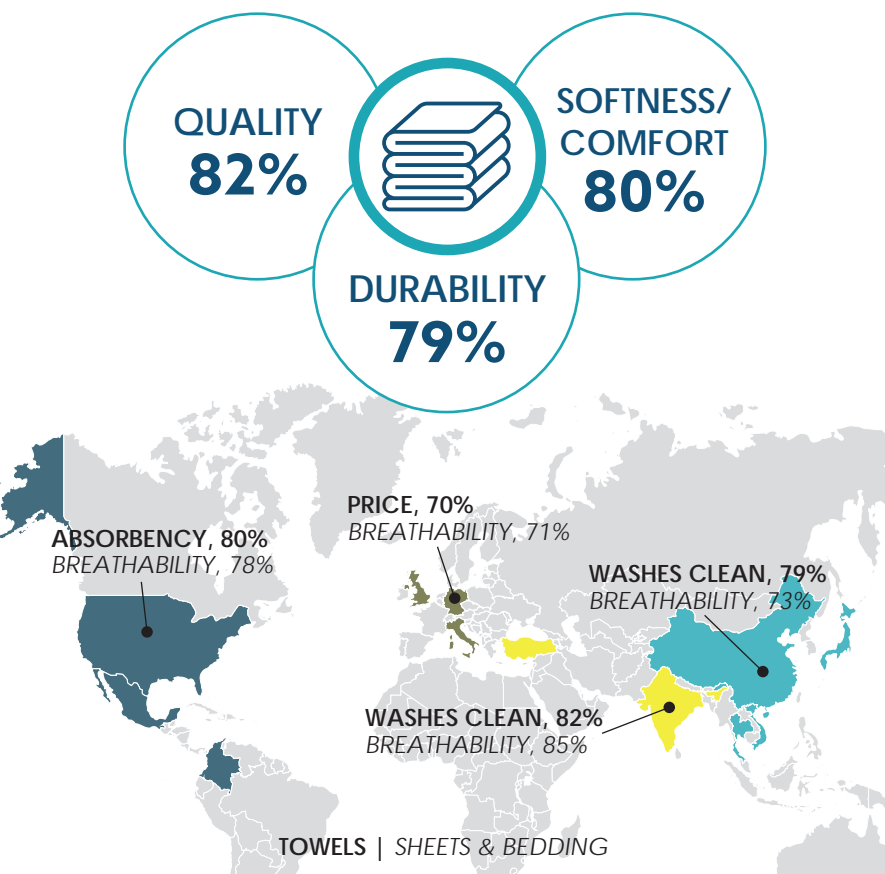 QUALITY
82%
SOFTNESS/
COMFORT
80%
DURABILITY
79%
ABSORBENCY, 80%
BREATHABILITY, 78%
PRICE, 70%
BREATHABILITY, 71%
WASHES CLEAN, 79%
BREATHABILITY, 73%
WASHES CLEAN, 82%
BREATHABILITY, 85%
TOWELS | SHEETS & BEDDING